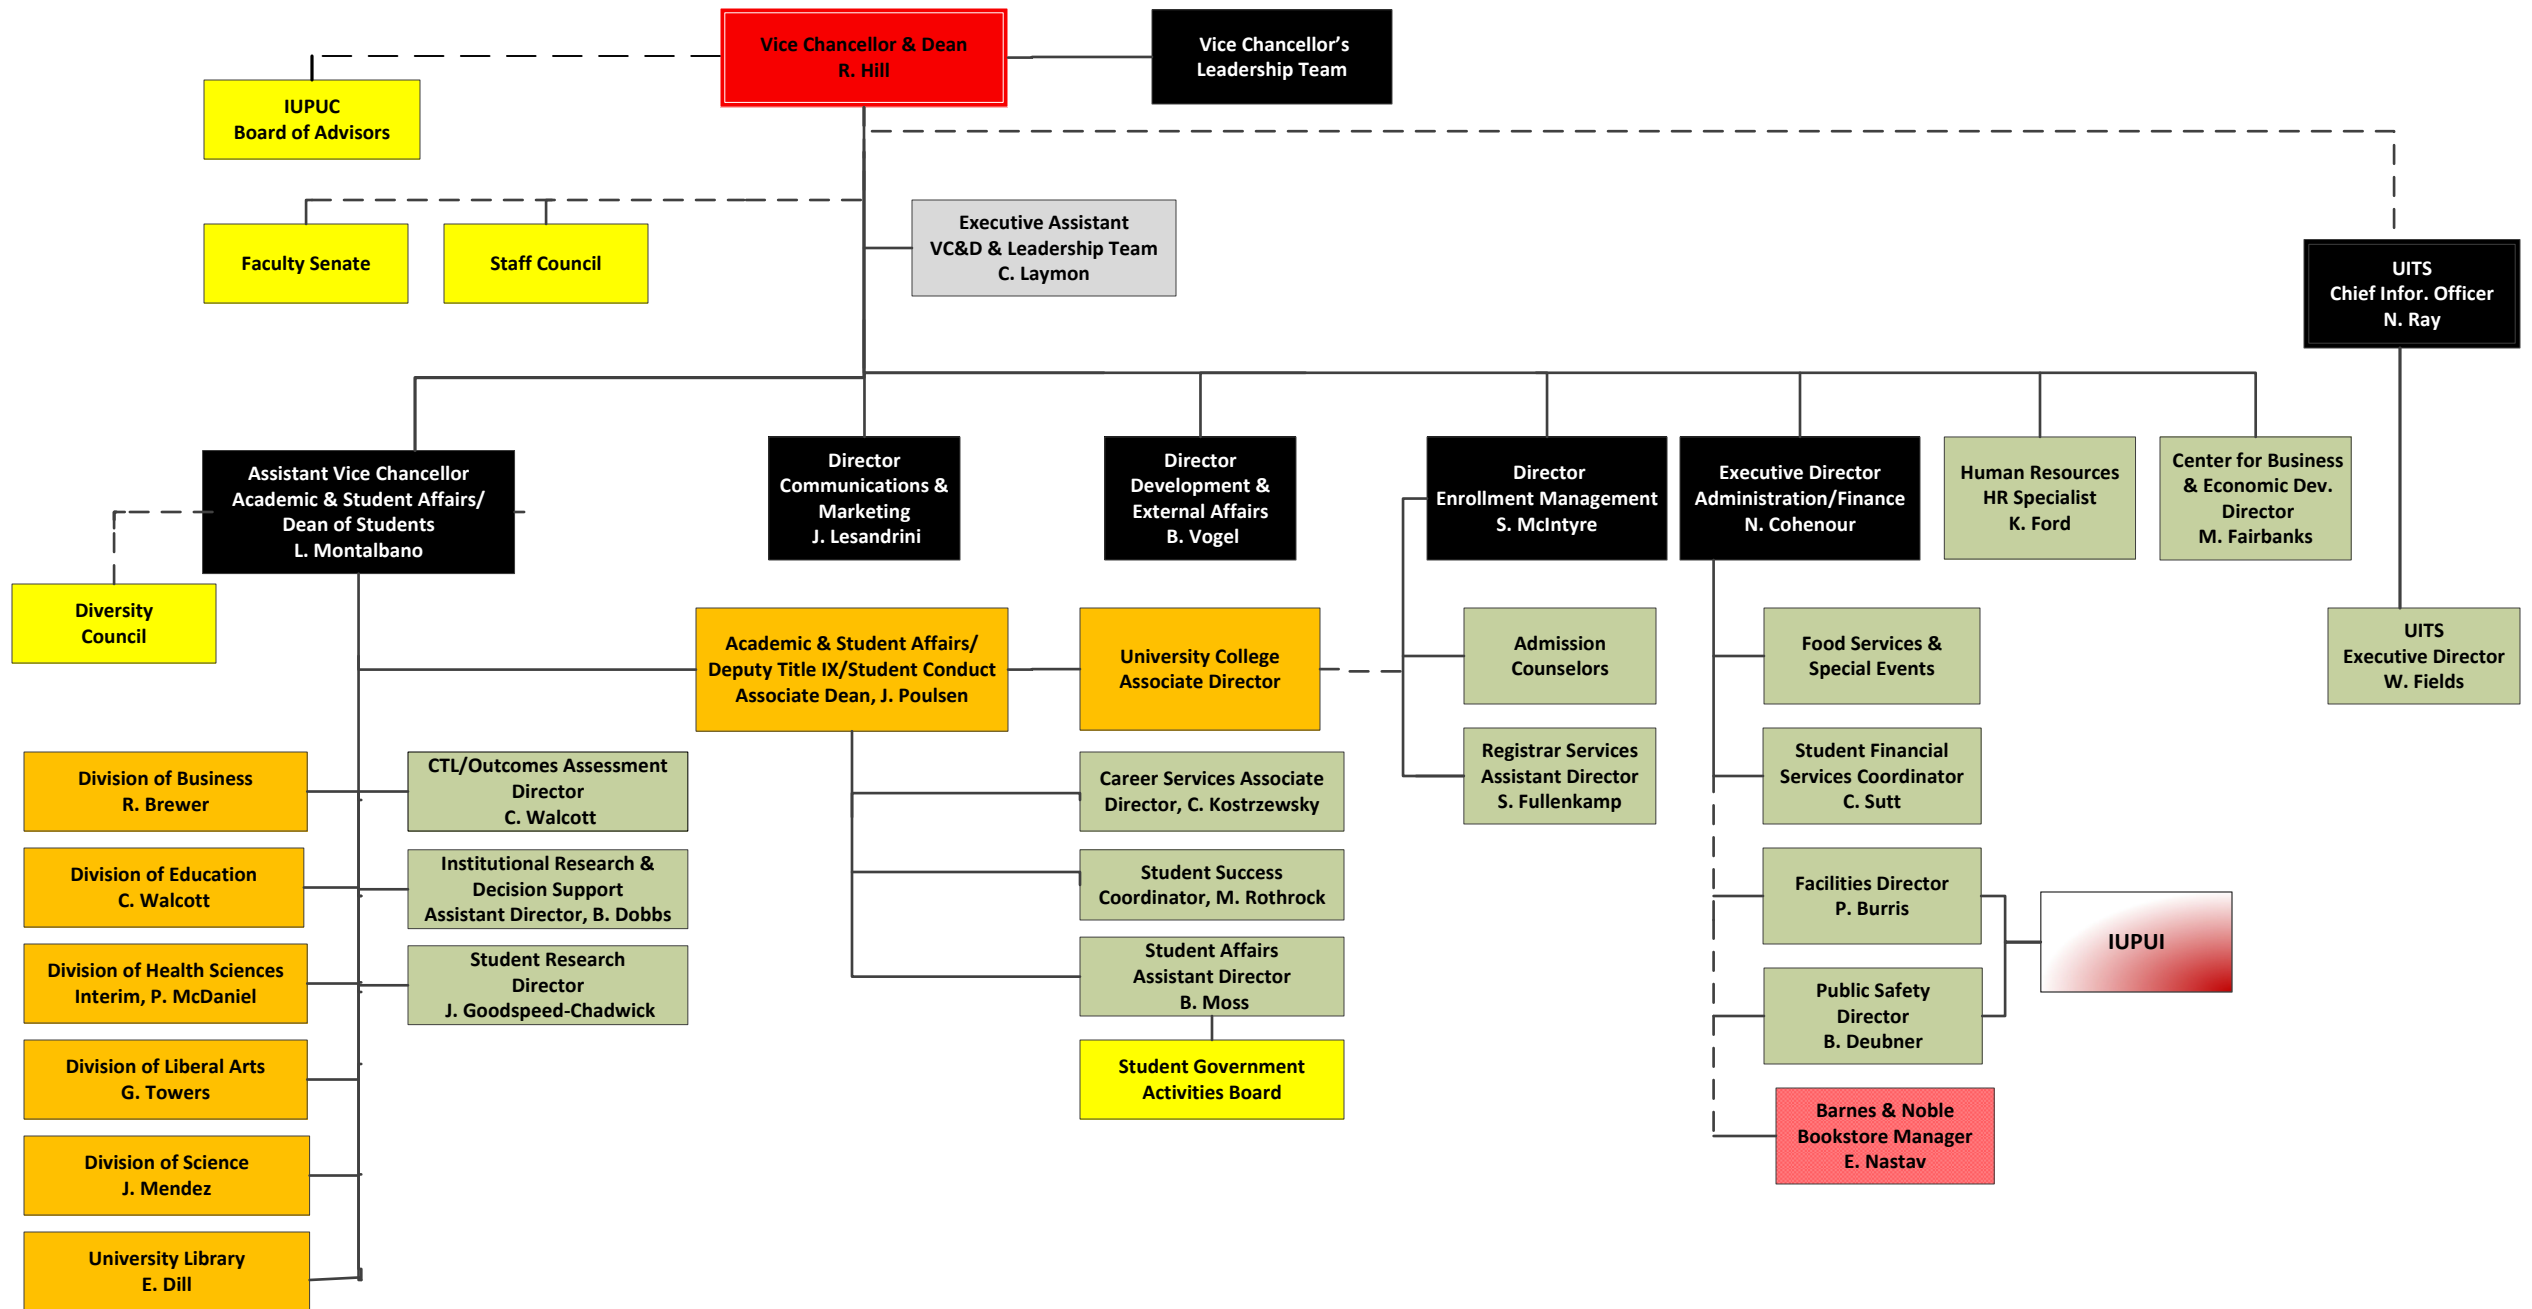 Vice Chancellor & Dean
R. Hill
Vice Chancellor's
Leadership Team
IUPUC
Board of Advisors
Faculty Senate
Staff Council
Executive Assistant
VC&D & Leadership Team
C. Laymon
UITS
Chief Infor. Officer
N. Ray
Assistant Vice Chancellor
Academic & Student Affairs/
Dean of Students
L. Montalbano
Director
Communications &
Marketing
J. Lesandrini
Director
Development &
External Affairs
B. Vogel
Director
Enrollment Management
S. McIntyre
Executive Director
Administration/Finance
N. Cohenour
Human Resources
HR Specialist
K. Ford
Center for Business
& Economic Dev.
Director
M. Fairbanks
Diversity
Council
Academic & Student Affairs/
Deputy Title IX/Student Conduct
Associate Dean, J. Poulsen
University College
Associate Director
Admission
Counselors
Food Services &
Special Events
UITS
Executive Director
W. Fields
Division of Business
R. Brewer
CTL/Outcomes Assessment
Director
C. Walcott
Career Services Associate
Director, C. Kostrzewsky
Registrar Services
Assistant Director
S. Fullenkamp
Student Financial
Services Coordinator
C. Sutt
Division of Education
C. Walcott
Institutional Research &
Decision Support
Assistant Director, B. Dobbs
Student Success
Coordinator, M. Rothrock
Facilities Director
P. Burris
IUPUI
Division of Health Sciences
Interim, P. McDaniel
Student Research
Director
J. Goodspeed-Chadwick
Student Affairs
Assistant Director
B. Moss
Public Safety
Director
B. Deubner
Division of Liberal Arts
G. Towers
Student Government
Activities Board
Barnes & Noble
Bookstore Manager
E. Nastav
Division of Science
J. Mendez
University Library
E. Dill